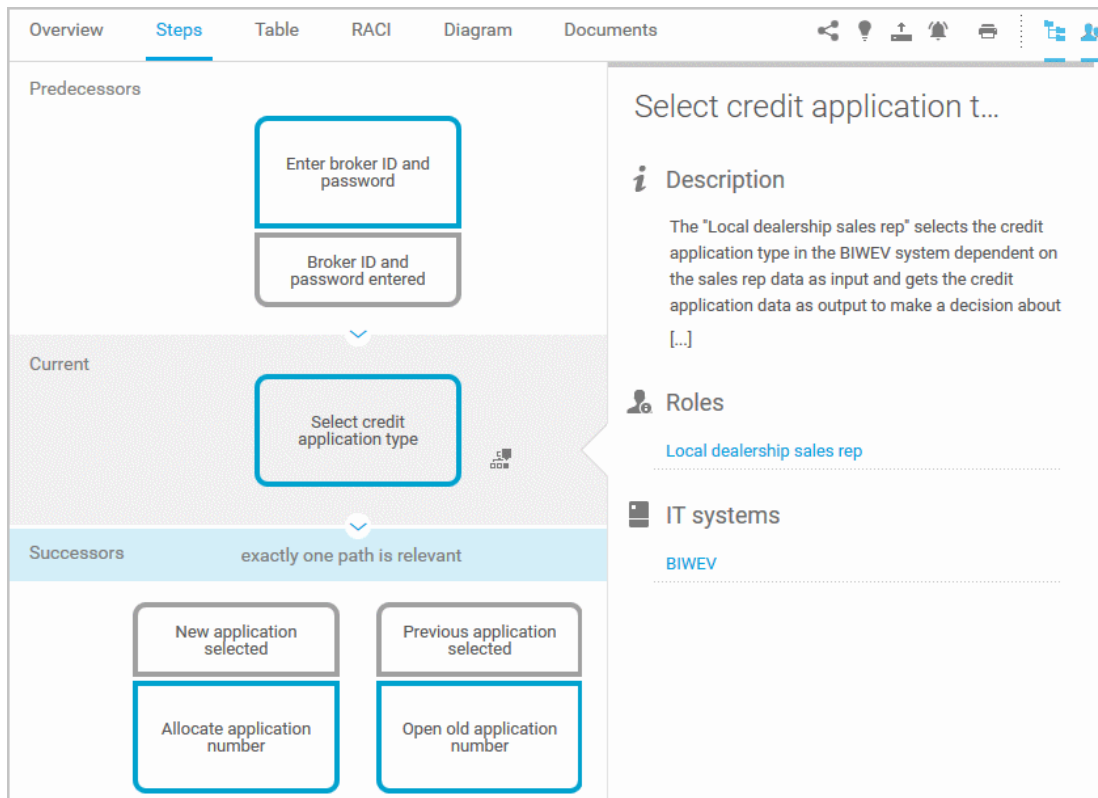 Overview Steps Table RACI Diagram Documents
Predecessors
Enter broker ID and
password
Broker ID and
password entered
Current
Select credit
application type
Successors exactly one path is relevant
New application
selected
Previous application
selected
Allocate application
number
Open old application
number
Select credit application t...
Description
The "Local dealership sales rep" selects the credit
application type in the BIWEV system dependent on
the sales rep data as input and gets the credit
application data as output to make a decision about
[...]
Roles
Local dealership sales rep
IT systems
BIWEV